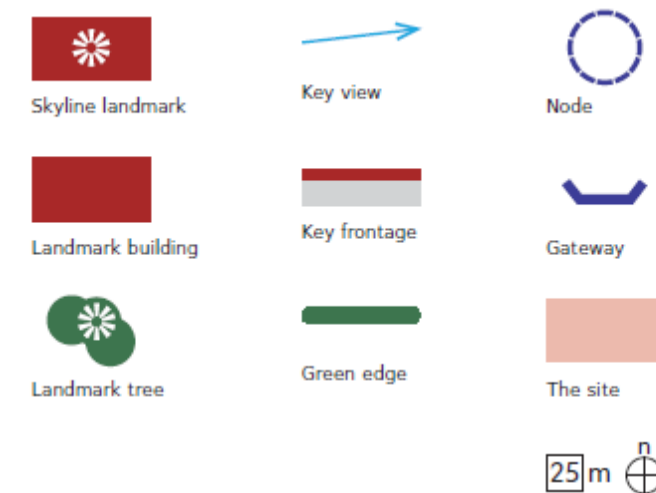 Skyline landmark
Key view
Node
Landmark building
Key frontage
Gateway
Landmark tree
Green edge
The site
n
25 m